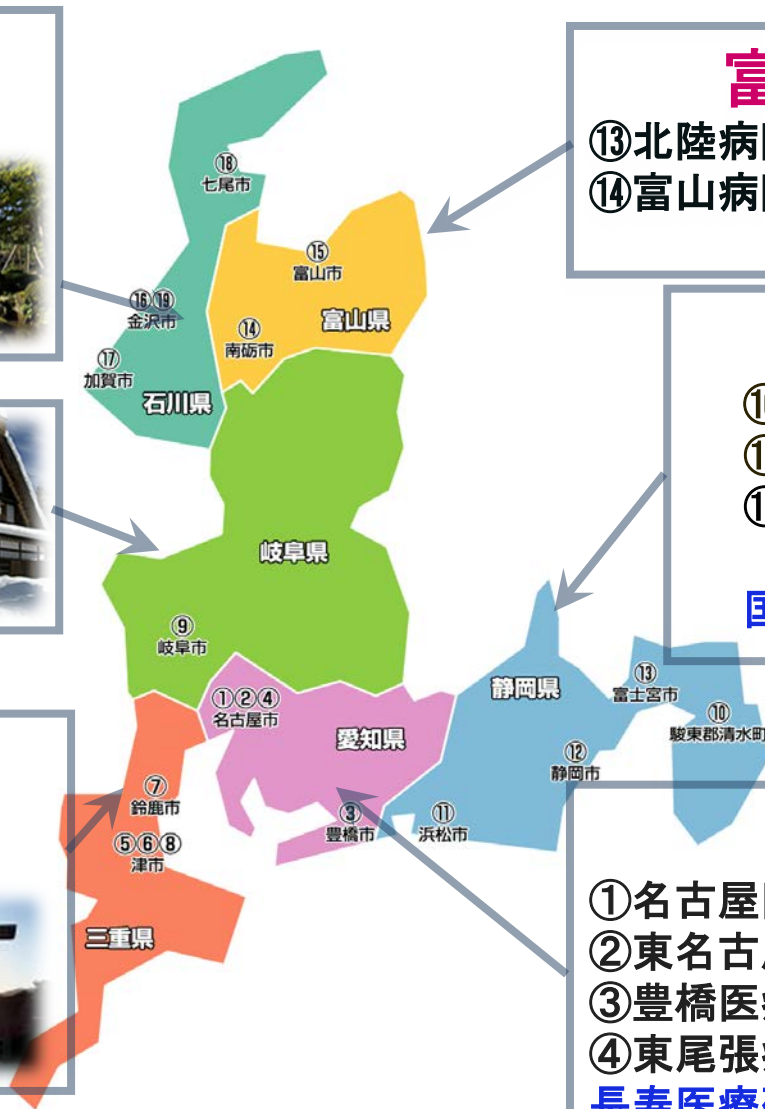 富
⑬北陸病
⑭富山病
⑱
七尾市
⑮
富山市
⑯⑲
金沢市
富山県
⑭
南砺市
⑰
加賀市
石川県
岐阜県
⑨
岐阜市
静岡県
⑬
富士宮市
①②④
名古屋市
⑩
駿東郡清水町
愛知県
⑫
静岡市
⑦
鈴鹿市
③
豊橋市
⑪
浜松市
⑤⑥⑧
津市
三重県
①名古屋
②東名古
③豊橋医
④東尾張
長寿医療